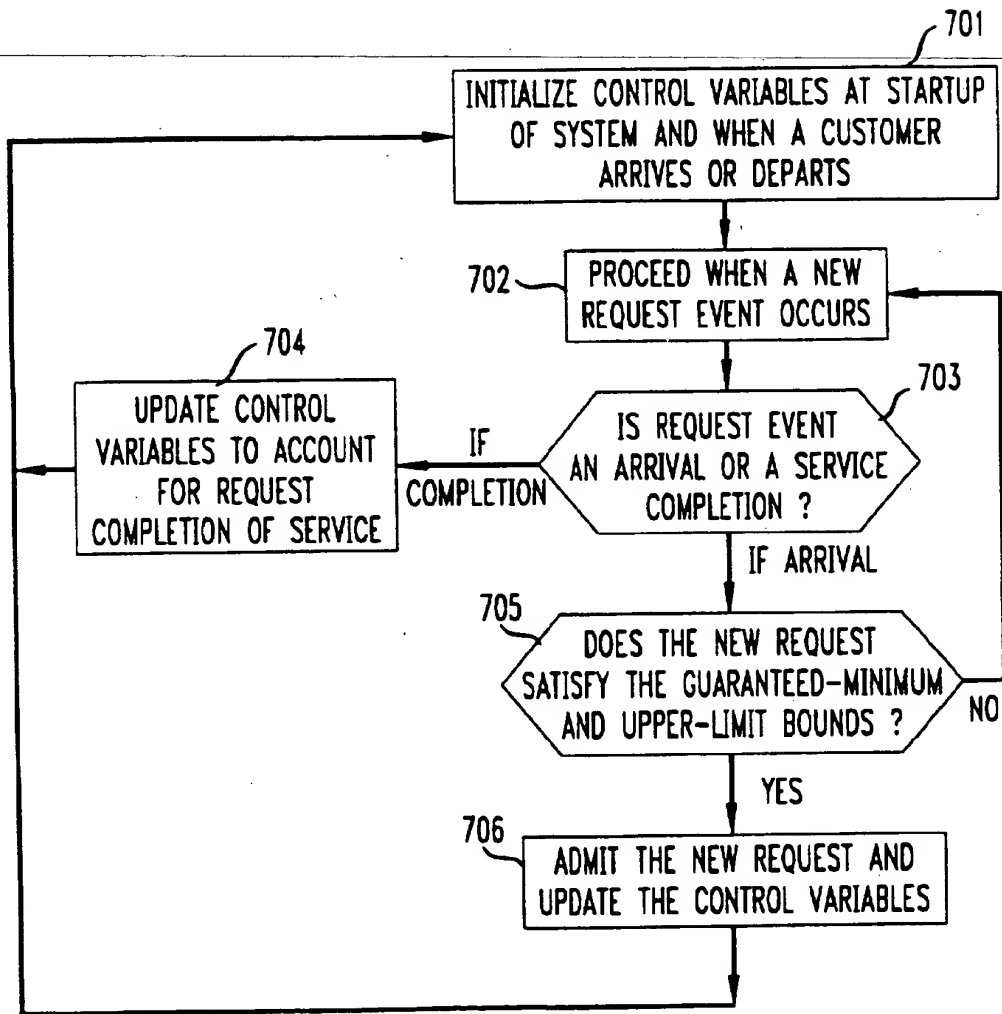 701
INITIALIZE CONTROL VARIABLES AT STARTUP
OF SYSTEM AND WHEN A CUSTOMER
ARRIVES OR DEPARTS
702
PROCEED WHEN A NEW
REQUEST EVENT OCCURS
704
UPDATE CONTROL
VARIABLES TO ACCOUNT
FOR REQUEST
COMPLETION OF SERVICE
IF
COMPLETION
703
IS REQUEST EVENT
AN ARRIVAL OR A SERVICE
COMPLETION ?
IF ARRIVAL
705
DOES THE NEW REQUEST
SATISFY THE GUARANTEED-MINIMUM
AND UPPER-LIMIT BOUNDS ?
NO
YES
706
ADMIT THE NEW REQUEST AND
UPDATE THE CONTROL VARIABLES